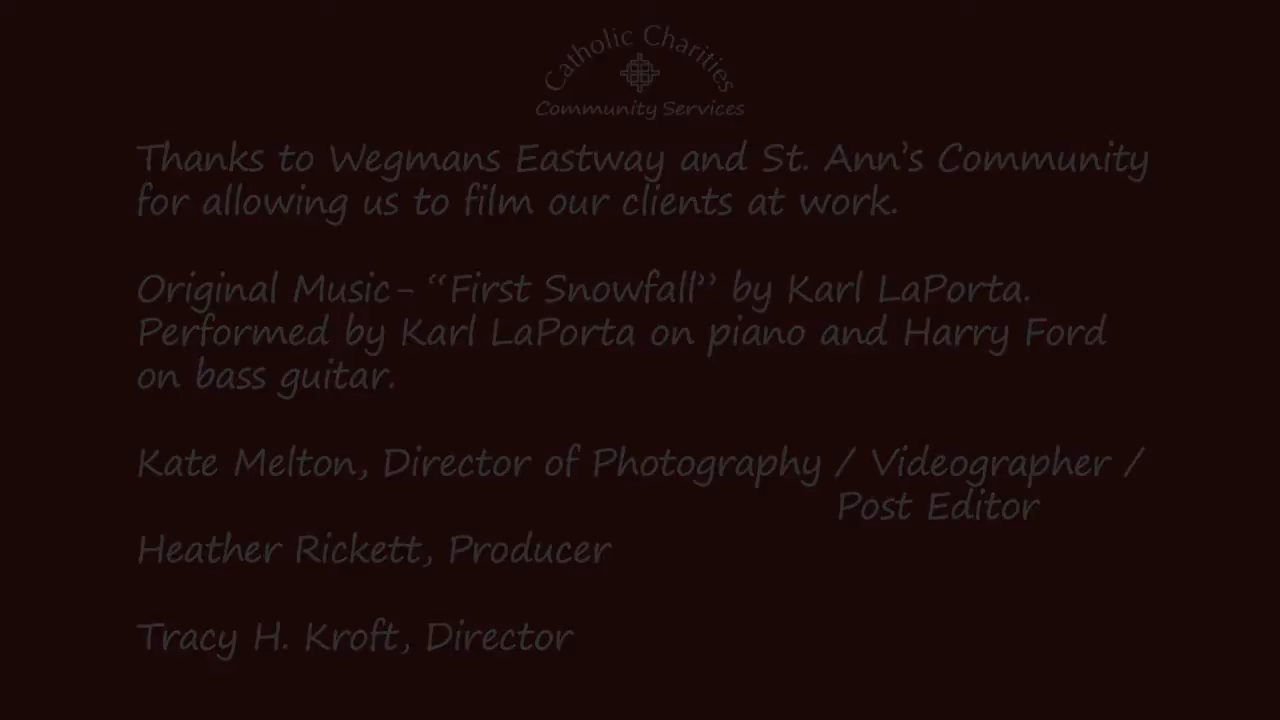 Catholic Charities
Community Services
Thanks to Wegmans Eastway and St. Ann’s Community
for allowing us to film our clients at work.
Original Music- “First Snowfall” by Karl LaPorta.
Performed by Karl LaPorta on piano and Harry Ford
on bass guitar.
Kate Melton, Director of Photography / Videographer /
Post Editor
Heather Rickett, Producer
Tracy H. Kroft, Director